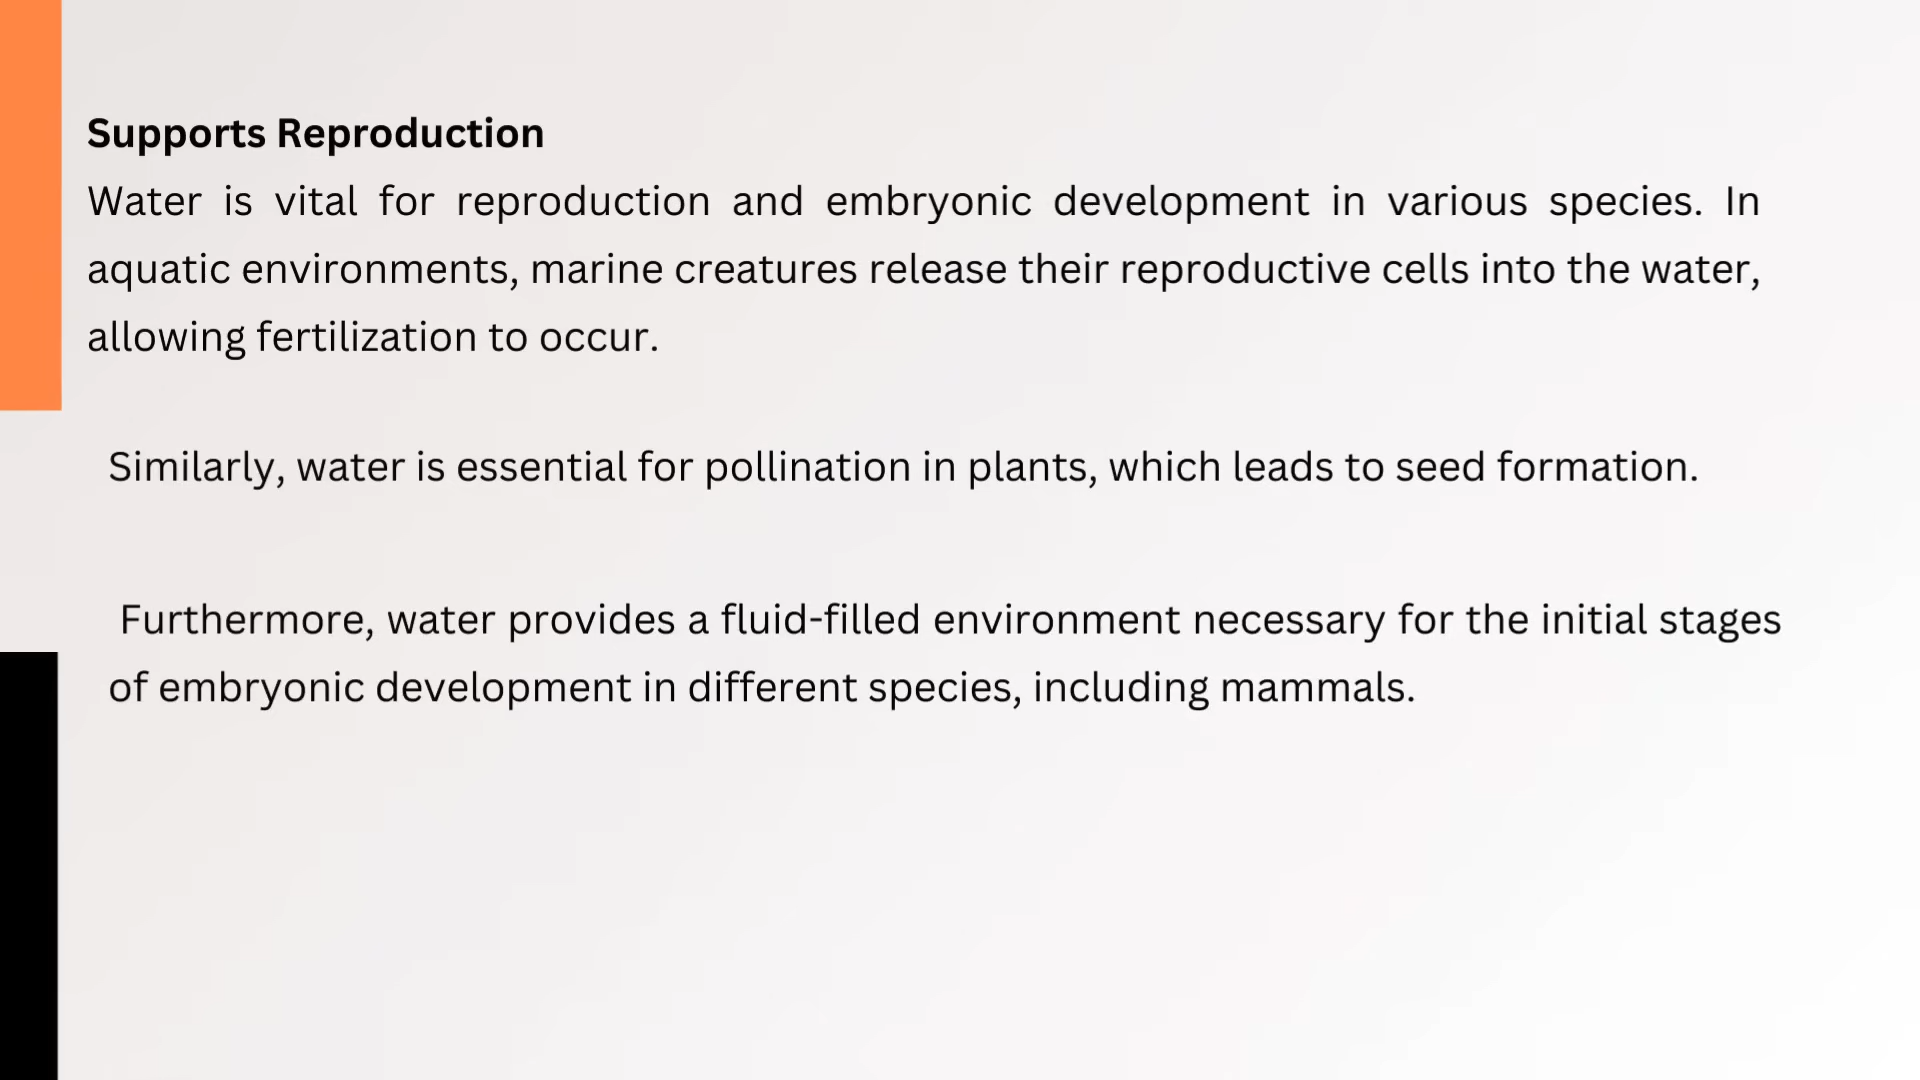 Supports Reproduction
Water is vital for reproduction and embryonic development in various species. In
aquatic environments, marine creatures release their reproductive cells into the water,
allowing fertilization to occur.
Similarly, water is essential for pollination in plants, which leads to seed formation.
Furthermore, water provides a fluid-filled environment necessary for the initial stages
of embryonic development in different species, including mammals.